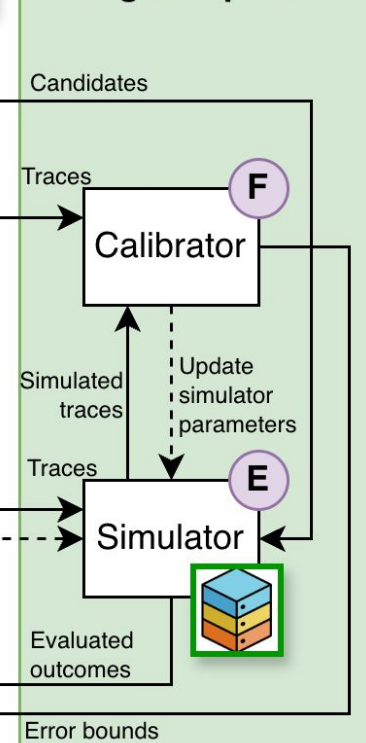 Candidates
Traces
F
Calibrator
Simulated
traces
Update
simulator
parameters
Traces
E
Simulator
Evaluated
outcomes
Error bounds